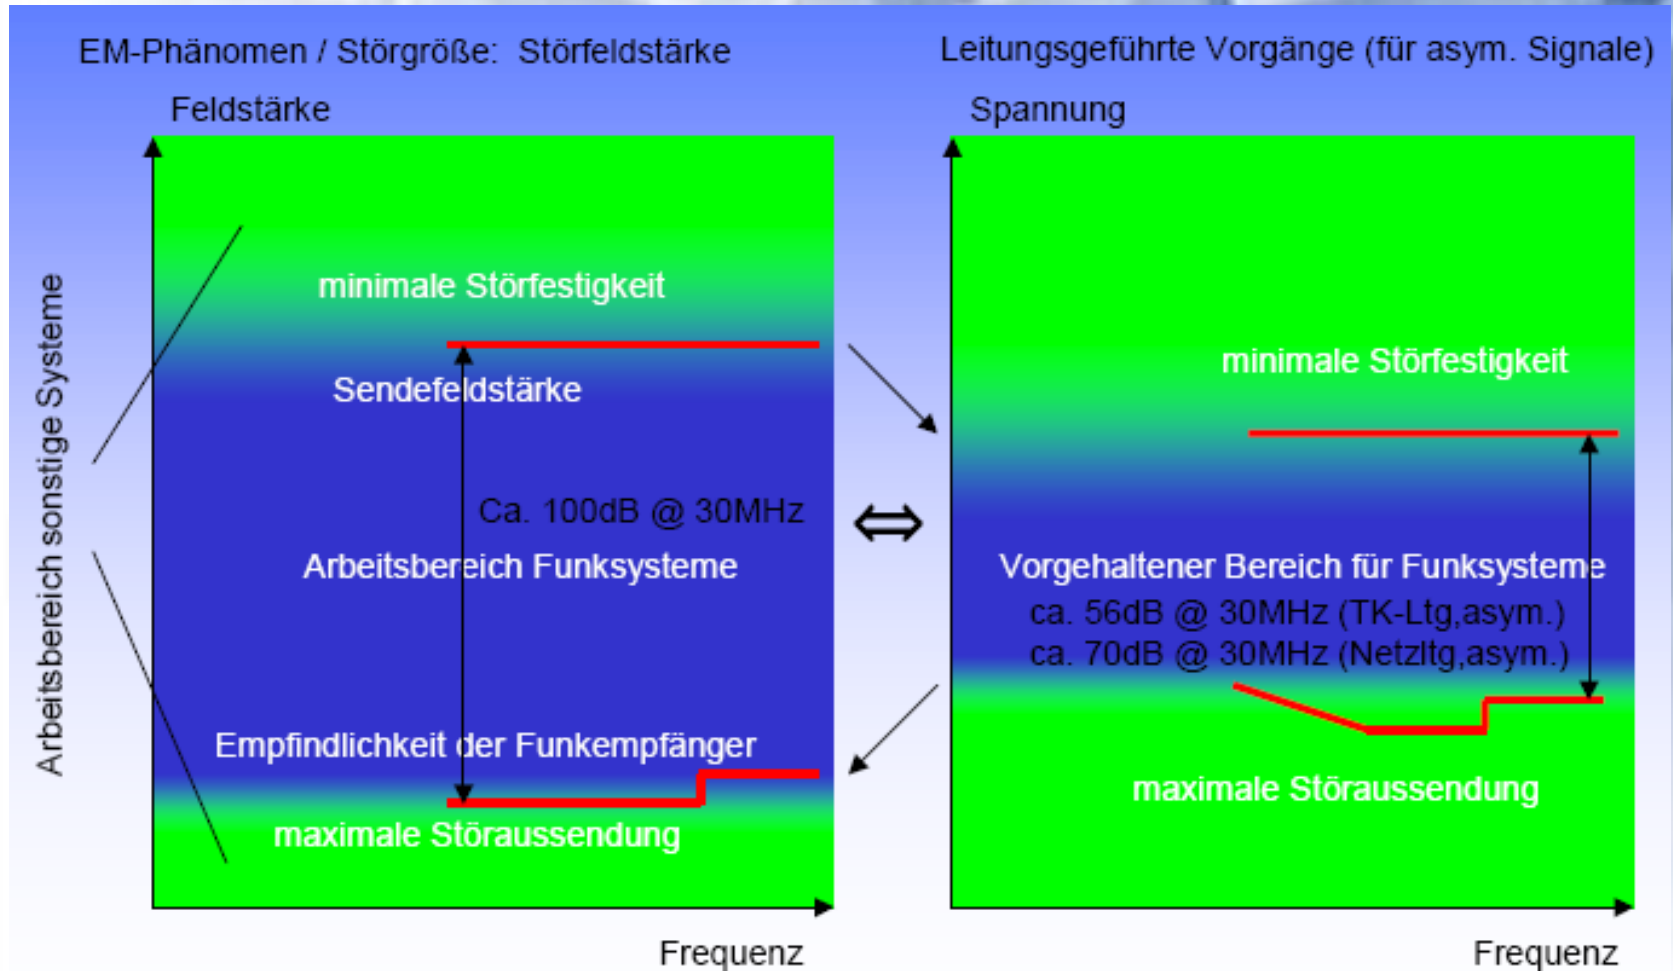 EM-Phänomen / Störgröße: Störfeldstärke
Feldstärke
Arbeitsbereich sonstige Systeme
minimale Störfestigkeit
Sendefeldstärke
Ca. 100dB @ 30MHz
Arbeitsbereich Funksysteme
Empfindlichkeit der Funkempfänger
maximale Störaussendung
Frequenz
Leitungsgeführte Vorgänge (für asym. Signale)
Spannung
minimale Störfestigkeit
Vorgehaltener Bereich für Funksysteme
ca. 56dB @ 30MHz (TK-Ltg,asym.)
ca. 70dB @ 30MHz (Netzltg,asym.)
maximale Störaussendung
Frequenz